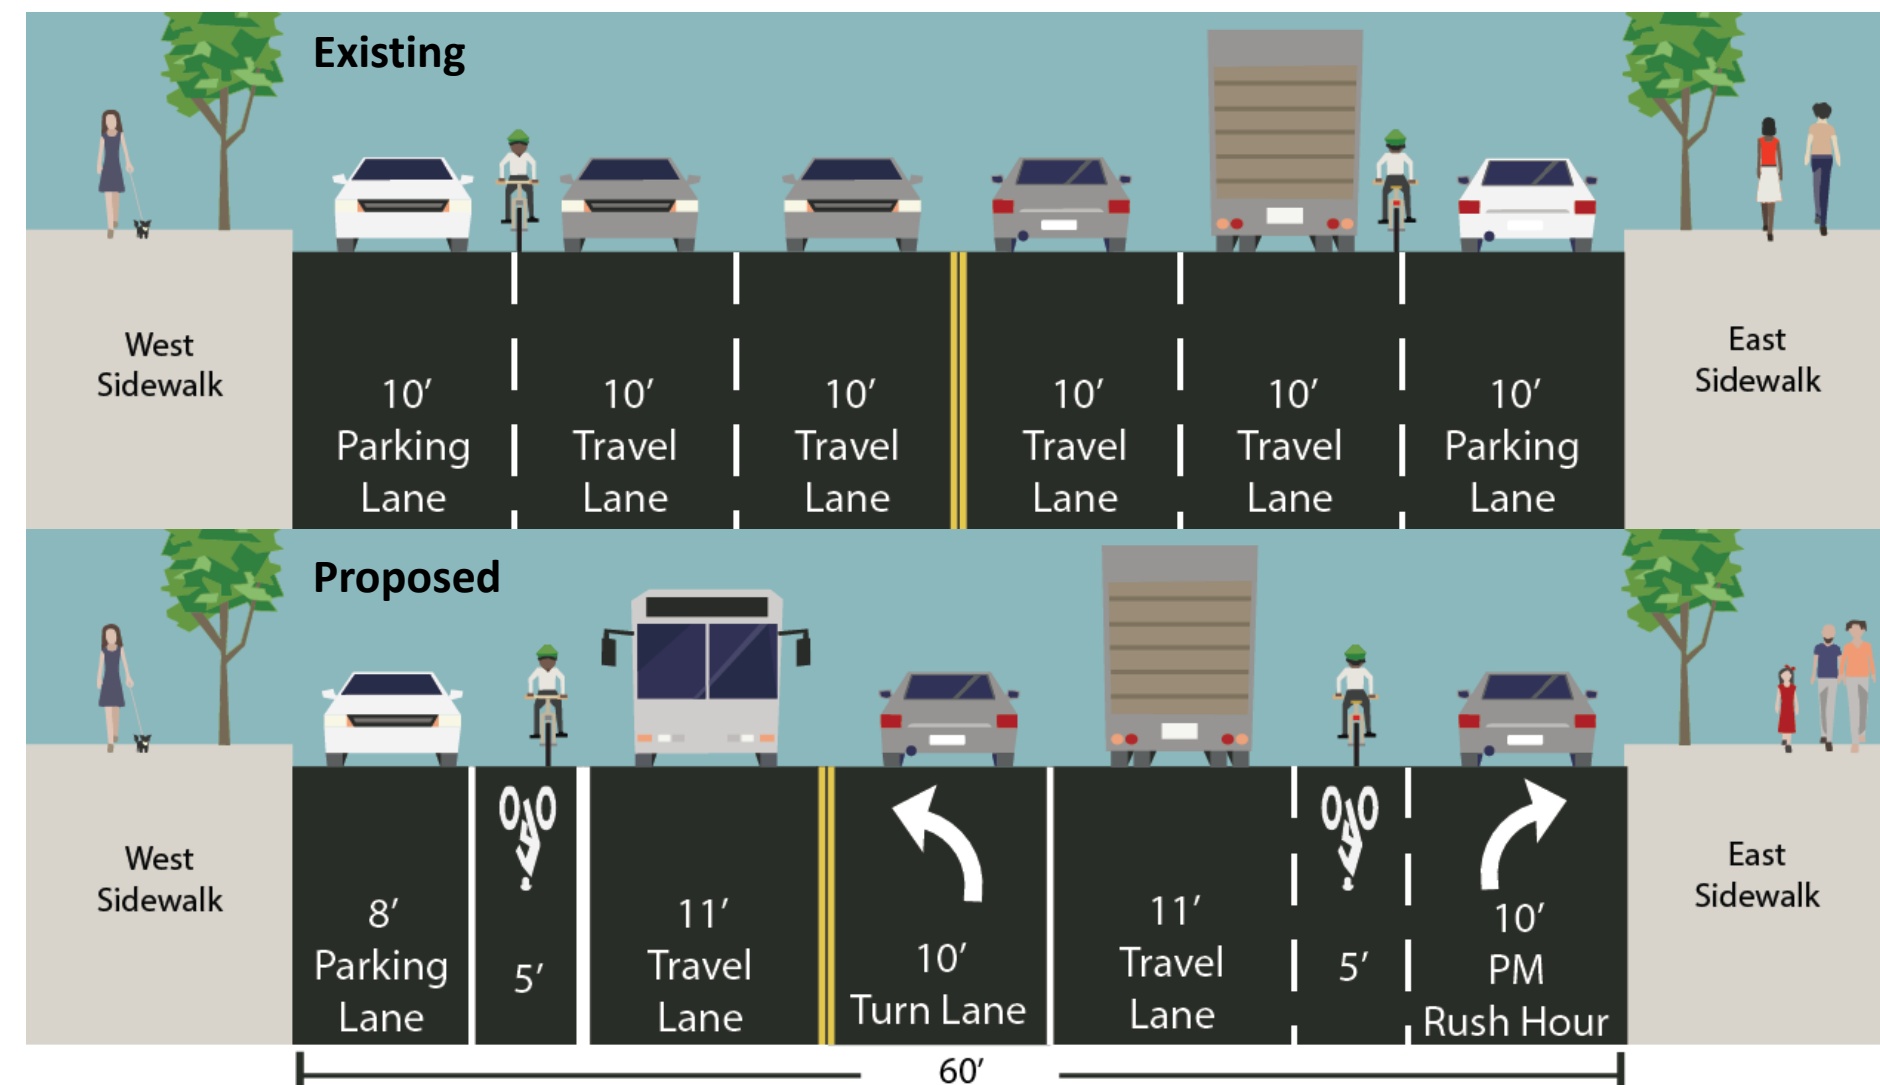 Existing
West
Sidewalk
10′
Parking
Lane
10′
Travel
Lane
10′
Travel
Lane
10′
Travel
Lane
10′
Travel
Lane
10′
Parking
Lane
East
Sidewalk
Proposed
West
Sidewalk
8′
Parking
Lane
5′
11′
Travel
Lane
10′
Turn Lane
11′
Travel
Lane
5′
10′
PM
Rush Hour
East
Sidewalk
60′